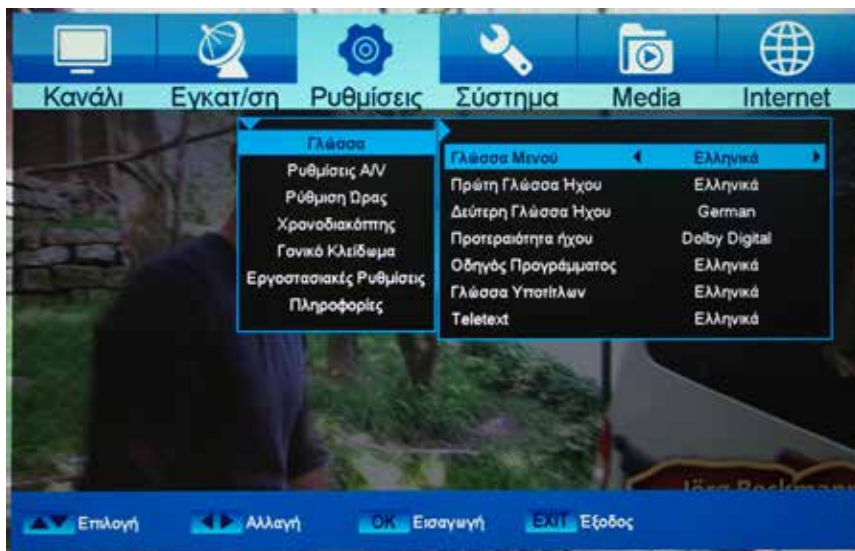 Κανάλι Εγκατ/ση Ρυθμίσεις Σύστημα Media Internet
Γλώσσα
Ρυθμίσεις A/V
Ρύθμιση Ώρας
Χρονοδιακόπτης
Γονικό Κλείδωμα
Εργοστασιακές Ρυθμίσεις
Πληροφορίες
Γλώσσα Μενού Ελληνικά
Πρώτη Γλώσσα Ήχου Ελληνικά
Δεύτερη Γλώσσα Ήχου German
Προτεραιότητα ήχου Dolby Digital
Οδηγός Προγράμματος Ελληνικά
Γλώσσα Υποτίτλων Ελληνικά
Teletext Ελληνικά
Jörg Beckmann
Επιλογή Αλλαγή OK Εισαγωγή EXIT Έξοδος